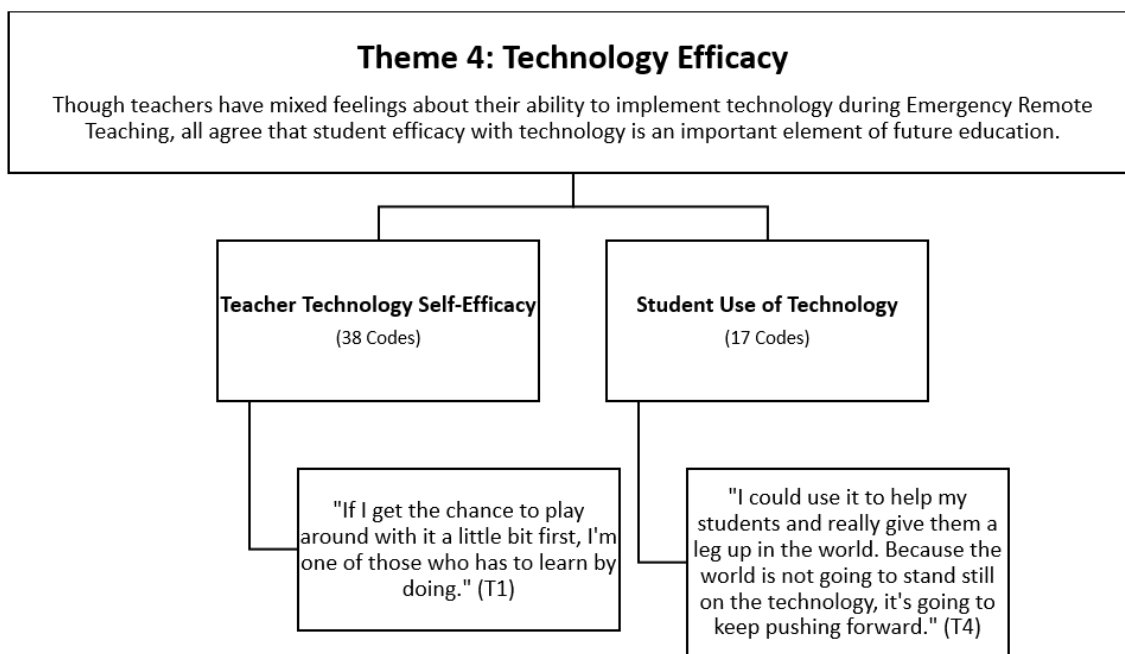 Theme 4: Technology Efficacy
Though teachers have mixed feelings about their ability to implement technology during Emergency Remote
Teaching, all agree that student efficacy with technology is an important element of future education.
Teacher Technology Self-Efficacy
(38 Codes)
Student Use of Technology
(17 Codes)
"If I get the chance to play
around with it a little bit first, I'm
one of those who has to learn by
doing." (T1)
"I could use it to help my
students and really give them a
leg up in the world. Because the
world is not going to stand still
on the technology, it's going to
keep pushing forward." (T4)